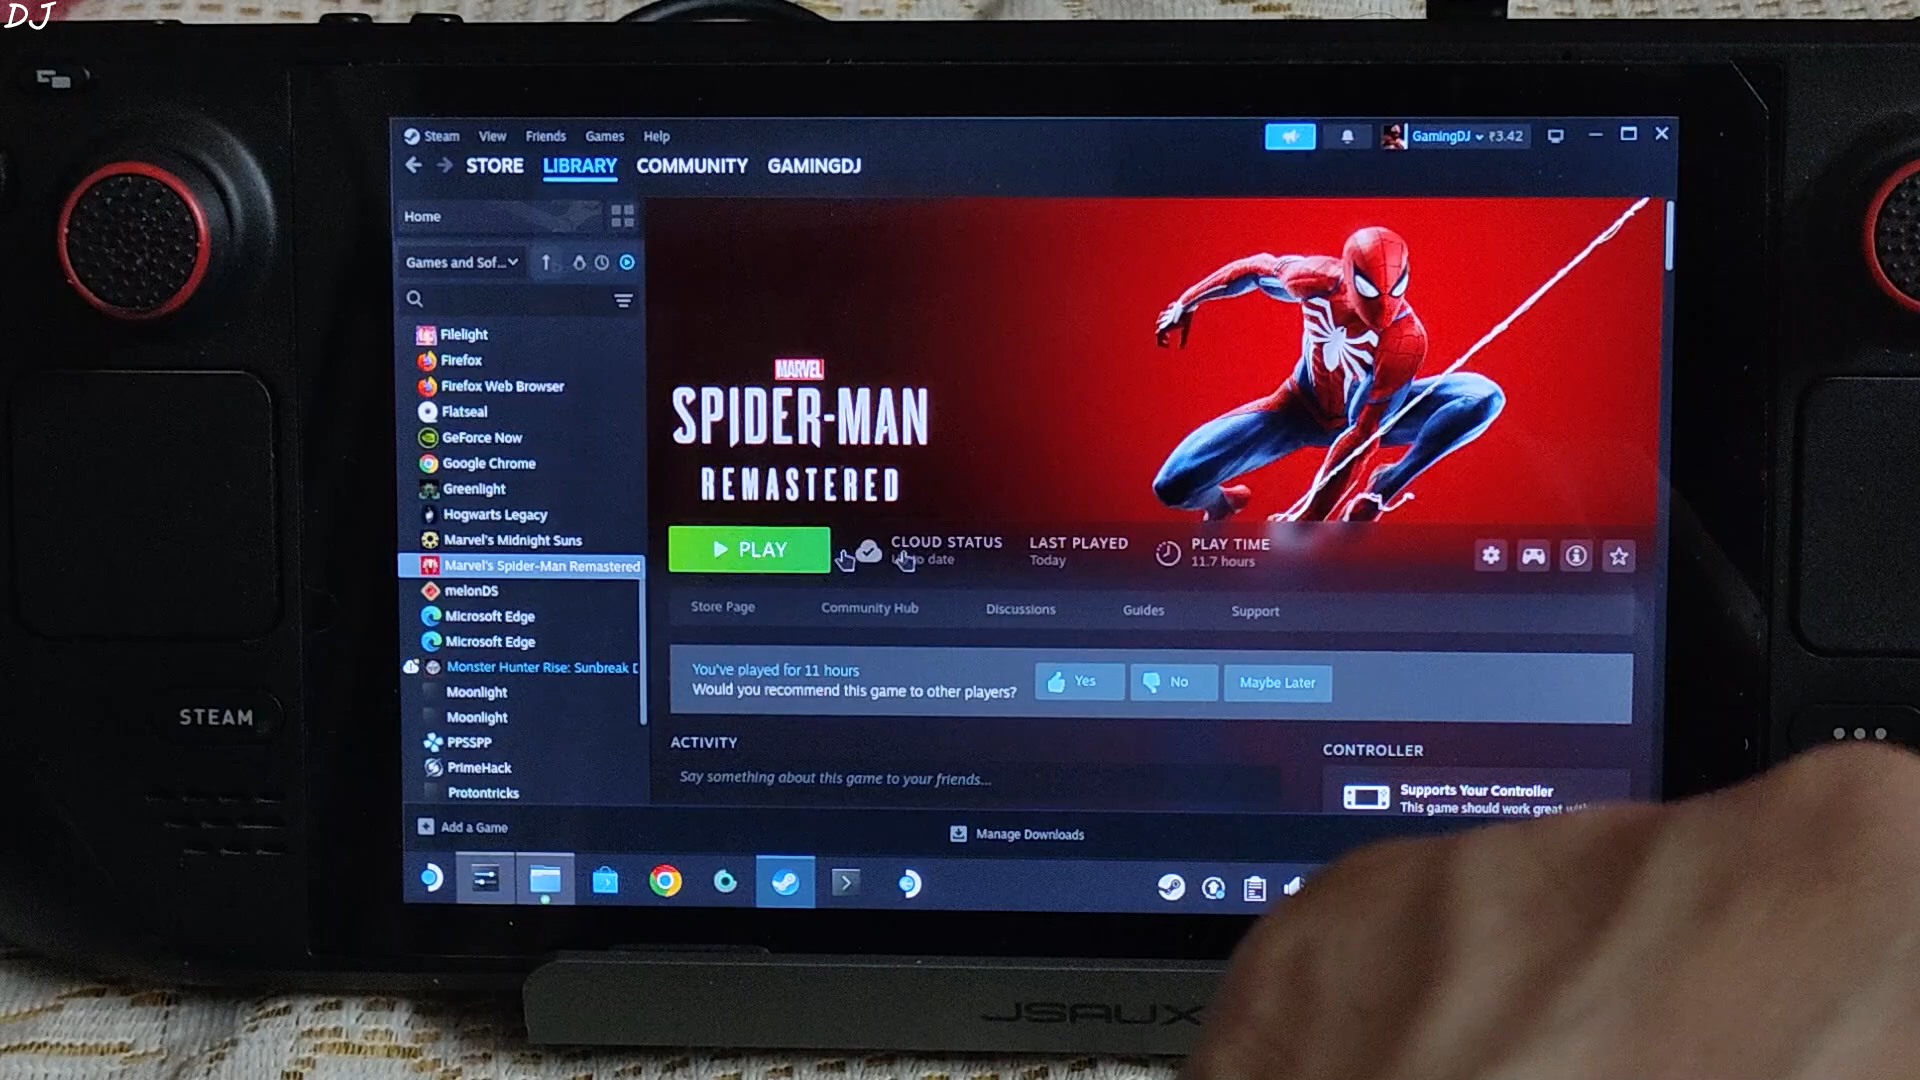 DJ
Steam View Friends Games Help
GamingDJ ₹3.42
STORE LIBRARY COMMUNITY GAMINGDJ
Home
Games and Sof...
Filelight
Firefox
Firefox Web Browser
Flatseal
GeForce Now
Google Chrome
Greenlight
Hogwarts Legacy
Marvel's Midnight Suns
Marvel's Spider-Man Remastered
melonDS
Microsoft Edge
Microsoft Edge
Monster Hunter Rise: Sunbreak
Moonlight
Moonlight
PPSSPP
PrimeHack
Protontricks
MARVEL
SPIDER-MAN
REMASTERED
PLAY
CLOUD STATUS
to date
LAST PLAYED
Today
PLAY TIME
11.7 hours
Store Page Community Hub Discussions Guides Support
You've played for 11 hours
Would you recommend this game to other players?
Yes No Maybe Later
ACTIVITY
Say something about this game to your friends...
CONTROLLER
Supports Your Controller
This game should work great
Add a Game
Manage Downloads
STEAM
JSAUX